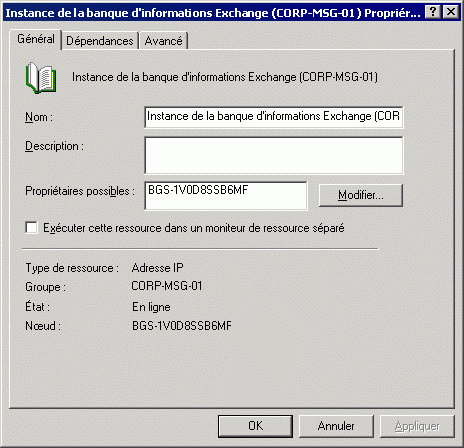 Instance de la banque d'informations Exchange (CORP-MSG-01) Propriér...
Général
Dépendances
Avancé
Instance de la banque d'informations Exchange (CORP-MSG-01)
Nom :
Instance de la banque d'informations Exchange (COR
Description :
Propriétaires possibles :
BGS-1V0D8SSB6MF
Modifier...
Exécuter cette ressource dans un moniteur de ressource séparé
Type de ressource : Adresse IP
Groupe : CORP-MSG-01
État : En ligne
Nœud : BGS-1V0D8SSB6MF
OK
Annuler
Appliquer